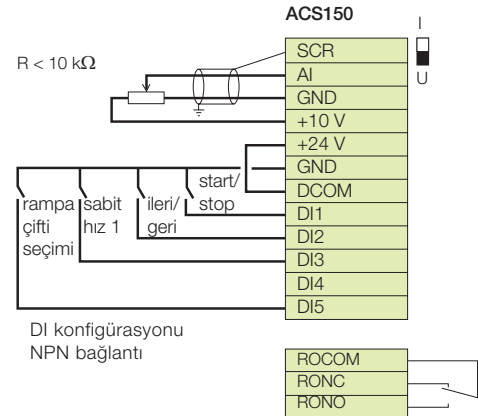 ACS150
I
U
R < 10 kΩ
SCR
AI
GND
+10 V
+24 V
GND
DCOM
DI1
DI2
DI3
DI4
DI5
rampa
çifti
seçimi
sabit
hız 1
ileri/
geri
start/
stop
DI konfigürasyonu
NPN bağlantı
ROCOM
RONC
RONO